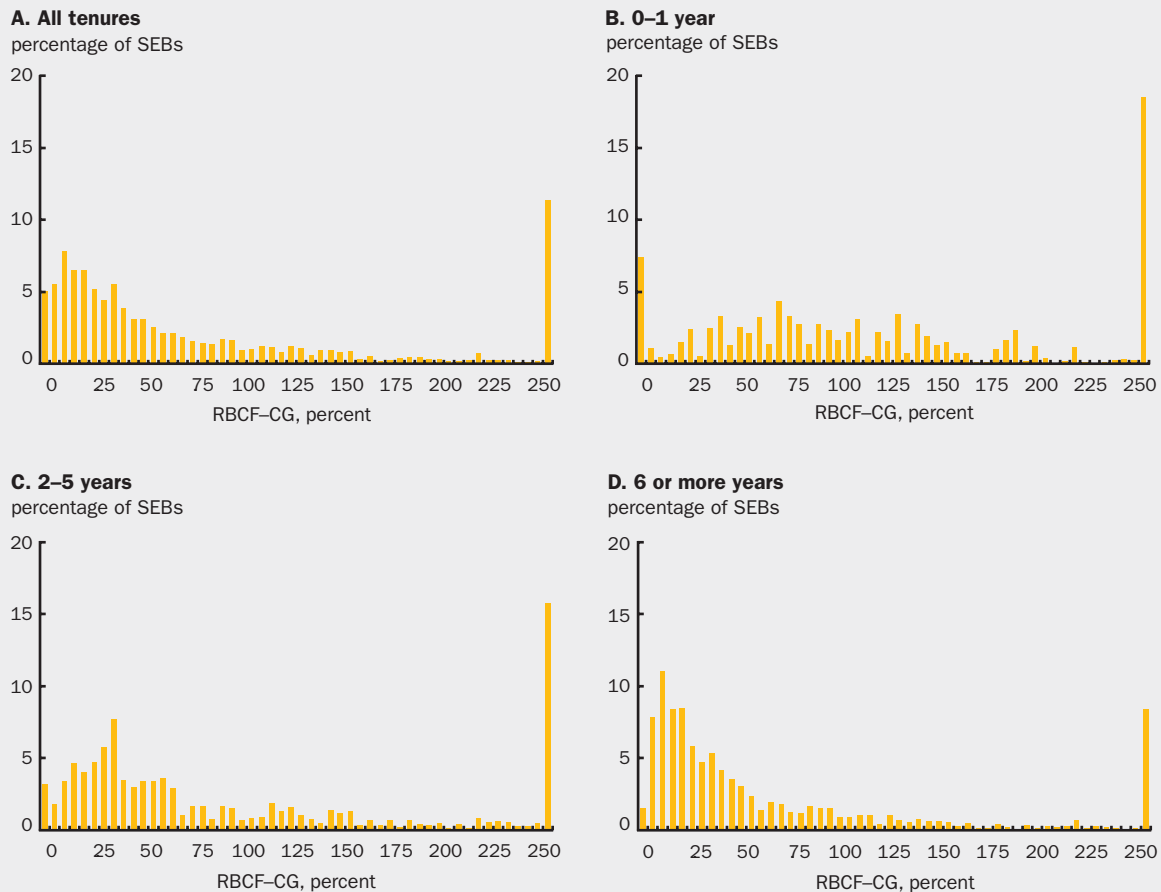 A. All tenures
percentage of SEBs
20
15
10
5
0
0 25 50 75 100 125 150 175 200 225 250
RBCF–CG, percent
B. 0–1 year
percentage of SEBs
20
15
10
5
0
0 25 50 75 100 125 150 175 200 225 250
RBCF–CG, percent
C. 2–5 years
percentage of SEBs
20
15
10
5
0
0 25 50 75 100 125 150 175 200 225 250
RBCF–CG, percent
D. 6 or more years
percentage of SEBs
20
15
10
5
0
0 25 50 75 100 125 150 175 200 225 250
RBCF–CG, percent